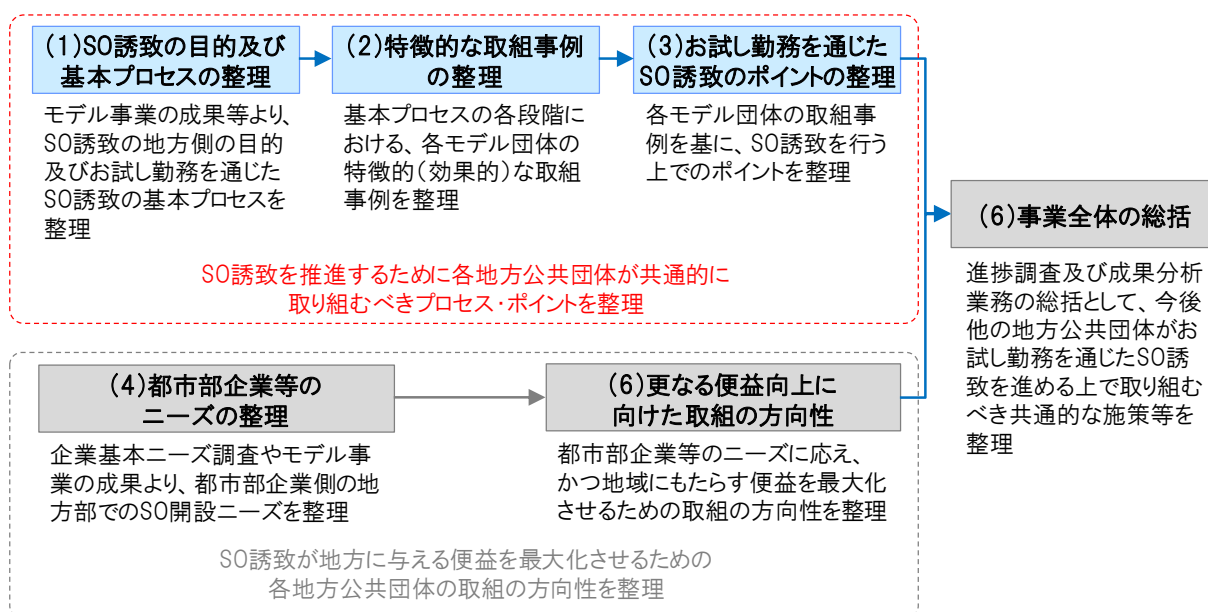 (1)SO誘致の目的及び
基本プロセスの整理
モデル事業の成果等より、
SO誘致の地方側の目的
及びお試し勤務を通じた
SO誘致の基本プロセスを
整理
(2)特徴的な取組事例
の整理
基本プロセスの各段階に
おける、各モデル団体の
特徴的(効果的)な取組
事例を整理
(3)お試し勤務を通じた
SO誘致のポイントの整理
各モデル団体の取組事
例を基に、SO誘致を行う
上でのポイントを整理
SO誘致を推進するために各地方公共団体が共通的に
取り組むべきプロセス・ポイントを整理
(4)都市部企業等の
ニーズの整理
企業基本ニーズ調査やモデル事
業の成果より、都市部企業側の地
方部でのSO開設ニーズを整理
(6)更なる便益向上に
向けた取組の方向性
都市部企業等のニーズに応え、
かつ地域にもたらす便益を最大化
させるための取組の方向性を整理
SO誘致が地方に与える便益を最大化させるための
各地方公共団体の取組の方向性を整理
(6)事業全体の総括
進捗調査及び成果分析
業務の総括として、今後
他の地方公共団体がお
試し勤務を通じたSO誘
致を進める上で取り組む
べき共通的な施策等を
整理